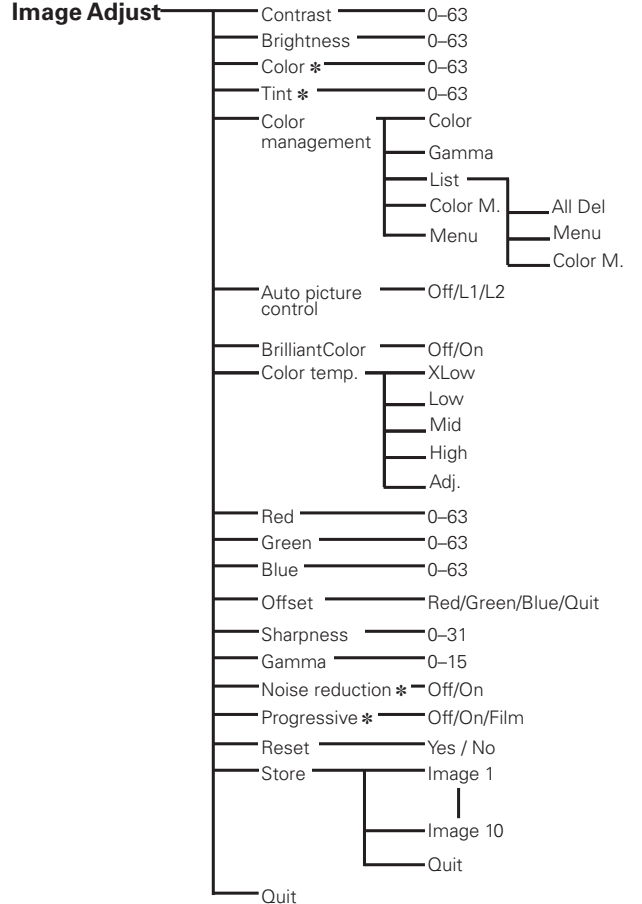 Image Adjust Contrast 0–63
Brightness 0–63
Color * 0–63
Tint * 0–63
Color management Color
Gamma
List
Color M.
Menu
All Del
Menu
Color M.
Auto picture control Off/L1/L2
BrilliantColor Off/On
Color temp. XLow
Low
Mid
High
Adj.
Red 0–63
Green 0–63
Blue 0–63
Offset Red/Green/Blue/Quit
Sharpness 0–31
Gamma 0–15
Noise reduction * Off/On
Progressive * Off/On/Film
Reset Yes / No
Store Image 1
Image 10
Quit
Quit